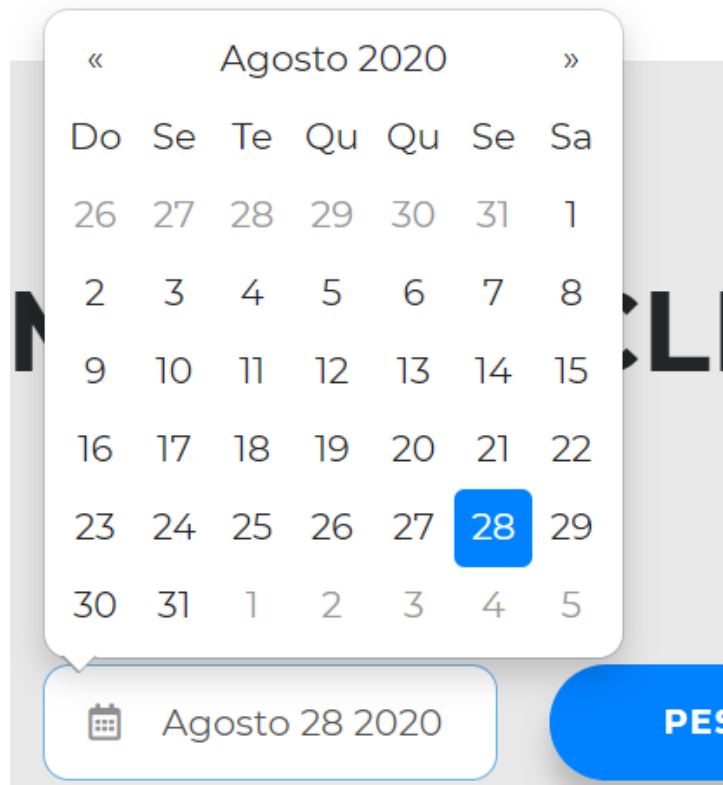 « Agosto 2020 »
Do Se Te Qu Qu Se Sa
26 27 28 29 30 31 1
2 3 4 5 6 7 8
9 10 11 12 13 14 15
16 17 18 19 20 21 22
23 24 25 26 27 28 29
30 31 1 2 3 4 5
Agosto 28 2020